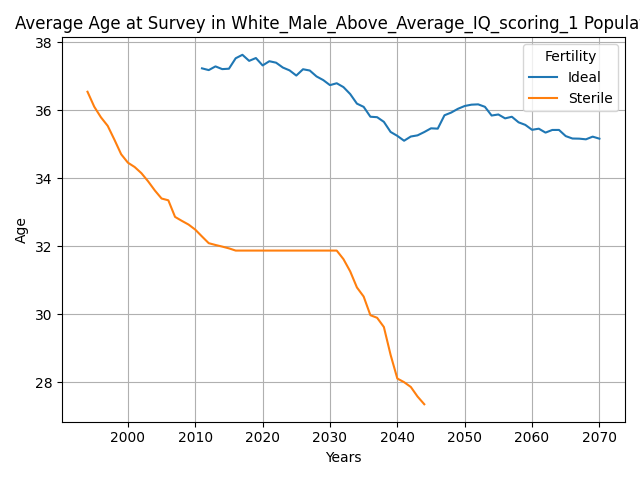 Average Age at Survey in White_Male_Above_Average_IQ_scoring_1 Popula
Fertility
Ideal
Sterile
Age
38
36
34
32
30
28
2000 2010 2020 2030 2040 2050 2060 2070
Years